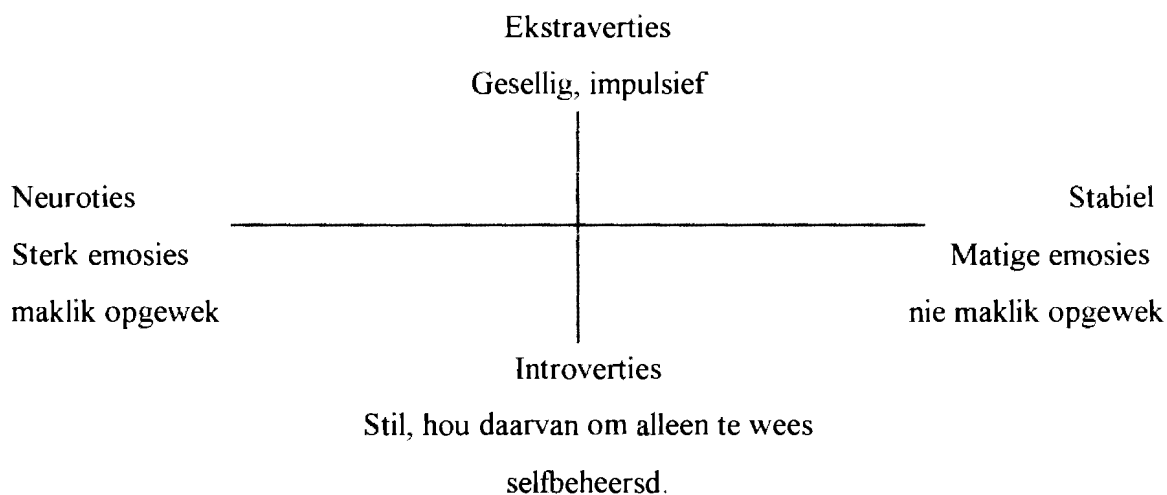 Ekstraverties
Gesellig, impulsief
Neuroties
Stabiel
Sterk emosies
Matige emosies
maklik opgewek
nie maklik opgewek
Introverties
Stil, hou daarvan om alleen te wees
selfbeheersd.